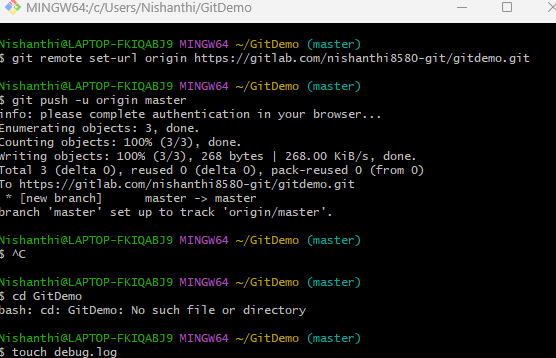 MINGW64:/c/Users/Nishanthi/GitDemo
Nishanthi@LAPTOP-FKIQABJ9 MINGW64 ~/GitDemo (master)
$ git remote set-url origin https://gitlab.com/nishanthi8580-git/gitdemo.git
Nishanthi@LAPTOP-FKIQABJ9 MINGW64 ~/GitDemo (master)
$ git push -u origin master
info: please complete authentication in your browser...
Enumerating objects: 3, done.
Counting objects: 100% (3/3), done.
Writing objects: 100% (3/3), 268 bytes | 268.00 KiB/s, done.
Total 3 (delta 0), reused 0 (delta 0), pack-reused 0 (from 0)
To https://gitlab.com/nishanthi8580-git/gitdemo.git
 * [new branch]      master -> master
branch 'master' set up to track 'origin/master'.
Nishanthi@LAPTOP-FKIQABJ9 MINGW64 ~/GitDemo (master)
$ ^C
Nishanthi@LAPTOP-FKIQABJ9 MINGW64 ~/GitDemo (master)
$ cd GitDemo
bash: cd: GitDemo: No such file or directory
Nishanthi@LAPTOP-FKIQABJ9 MINGW64 ~/GitDemo (master)
$ touch debug.log